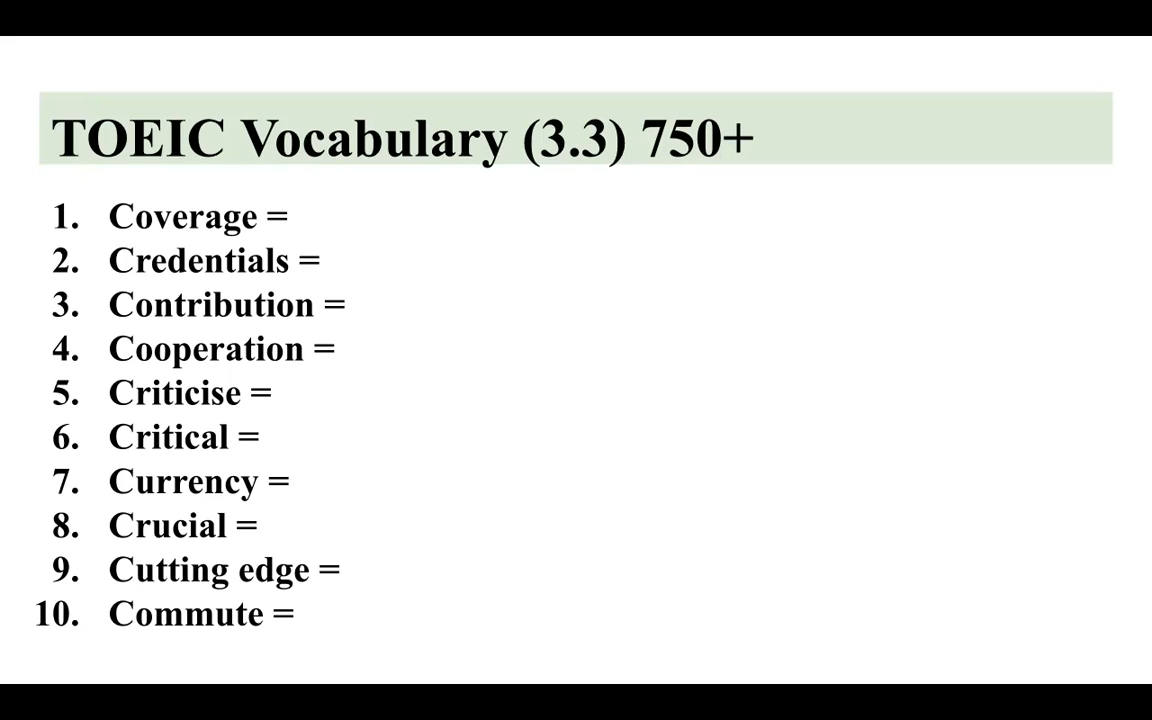 TOEIC Vocabulary (3.3) 750+
1. Coverage =
2. Credentials =
3. Contribution =
4. Cooperation =
5. Criticise =
6. Critical =
7. Currency =
8. Crucial =
9. Cutting edge =
10. Commute =